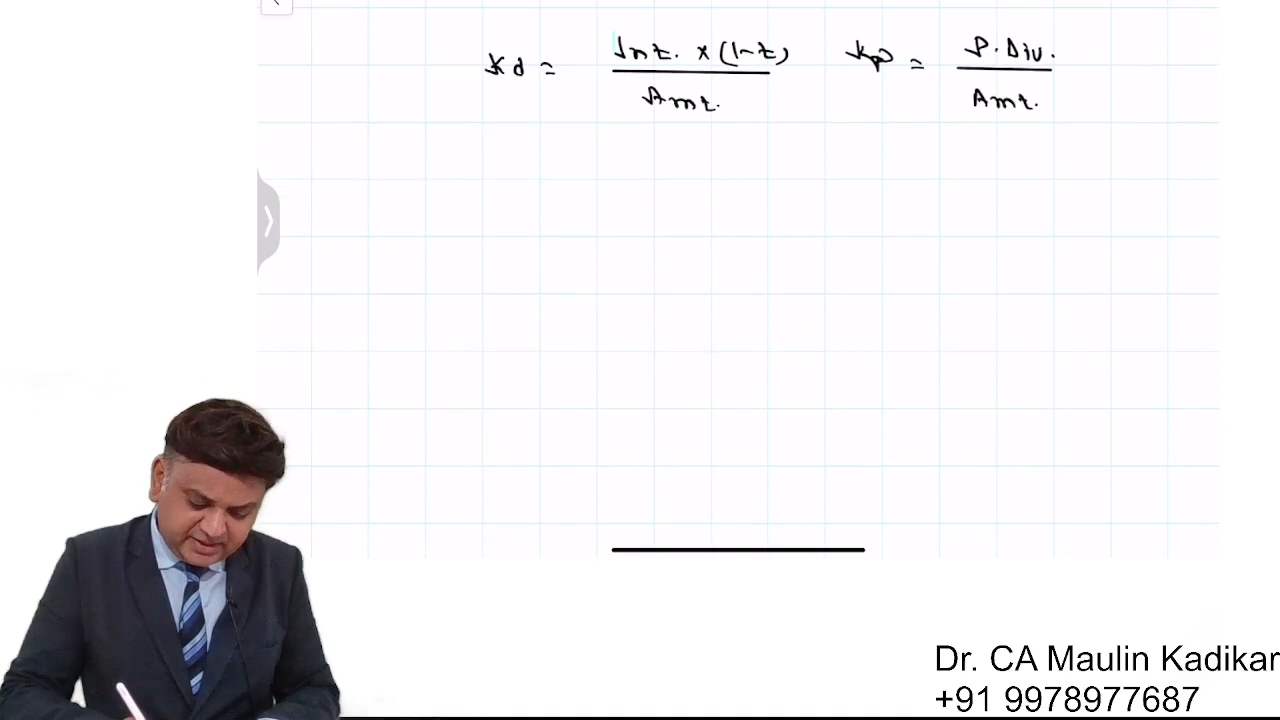 Kd = Int. x (1-t) / Amt. Kp = P. Div. / Amt.
Dr. CA Maulin Kadikar
+91 9978977687